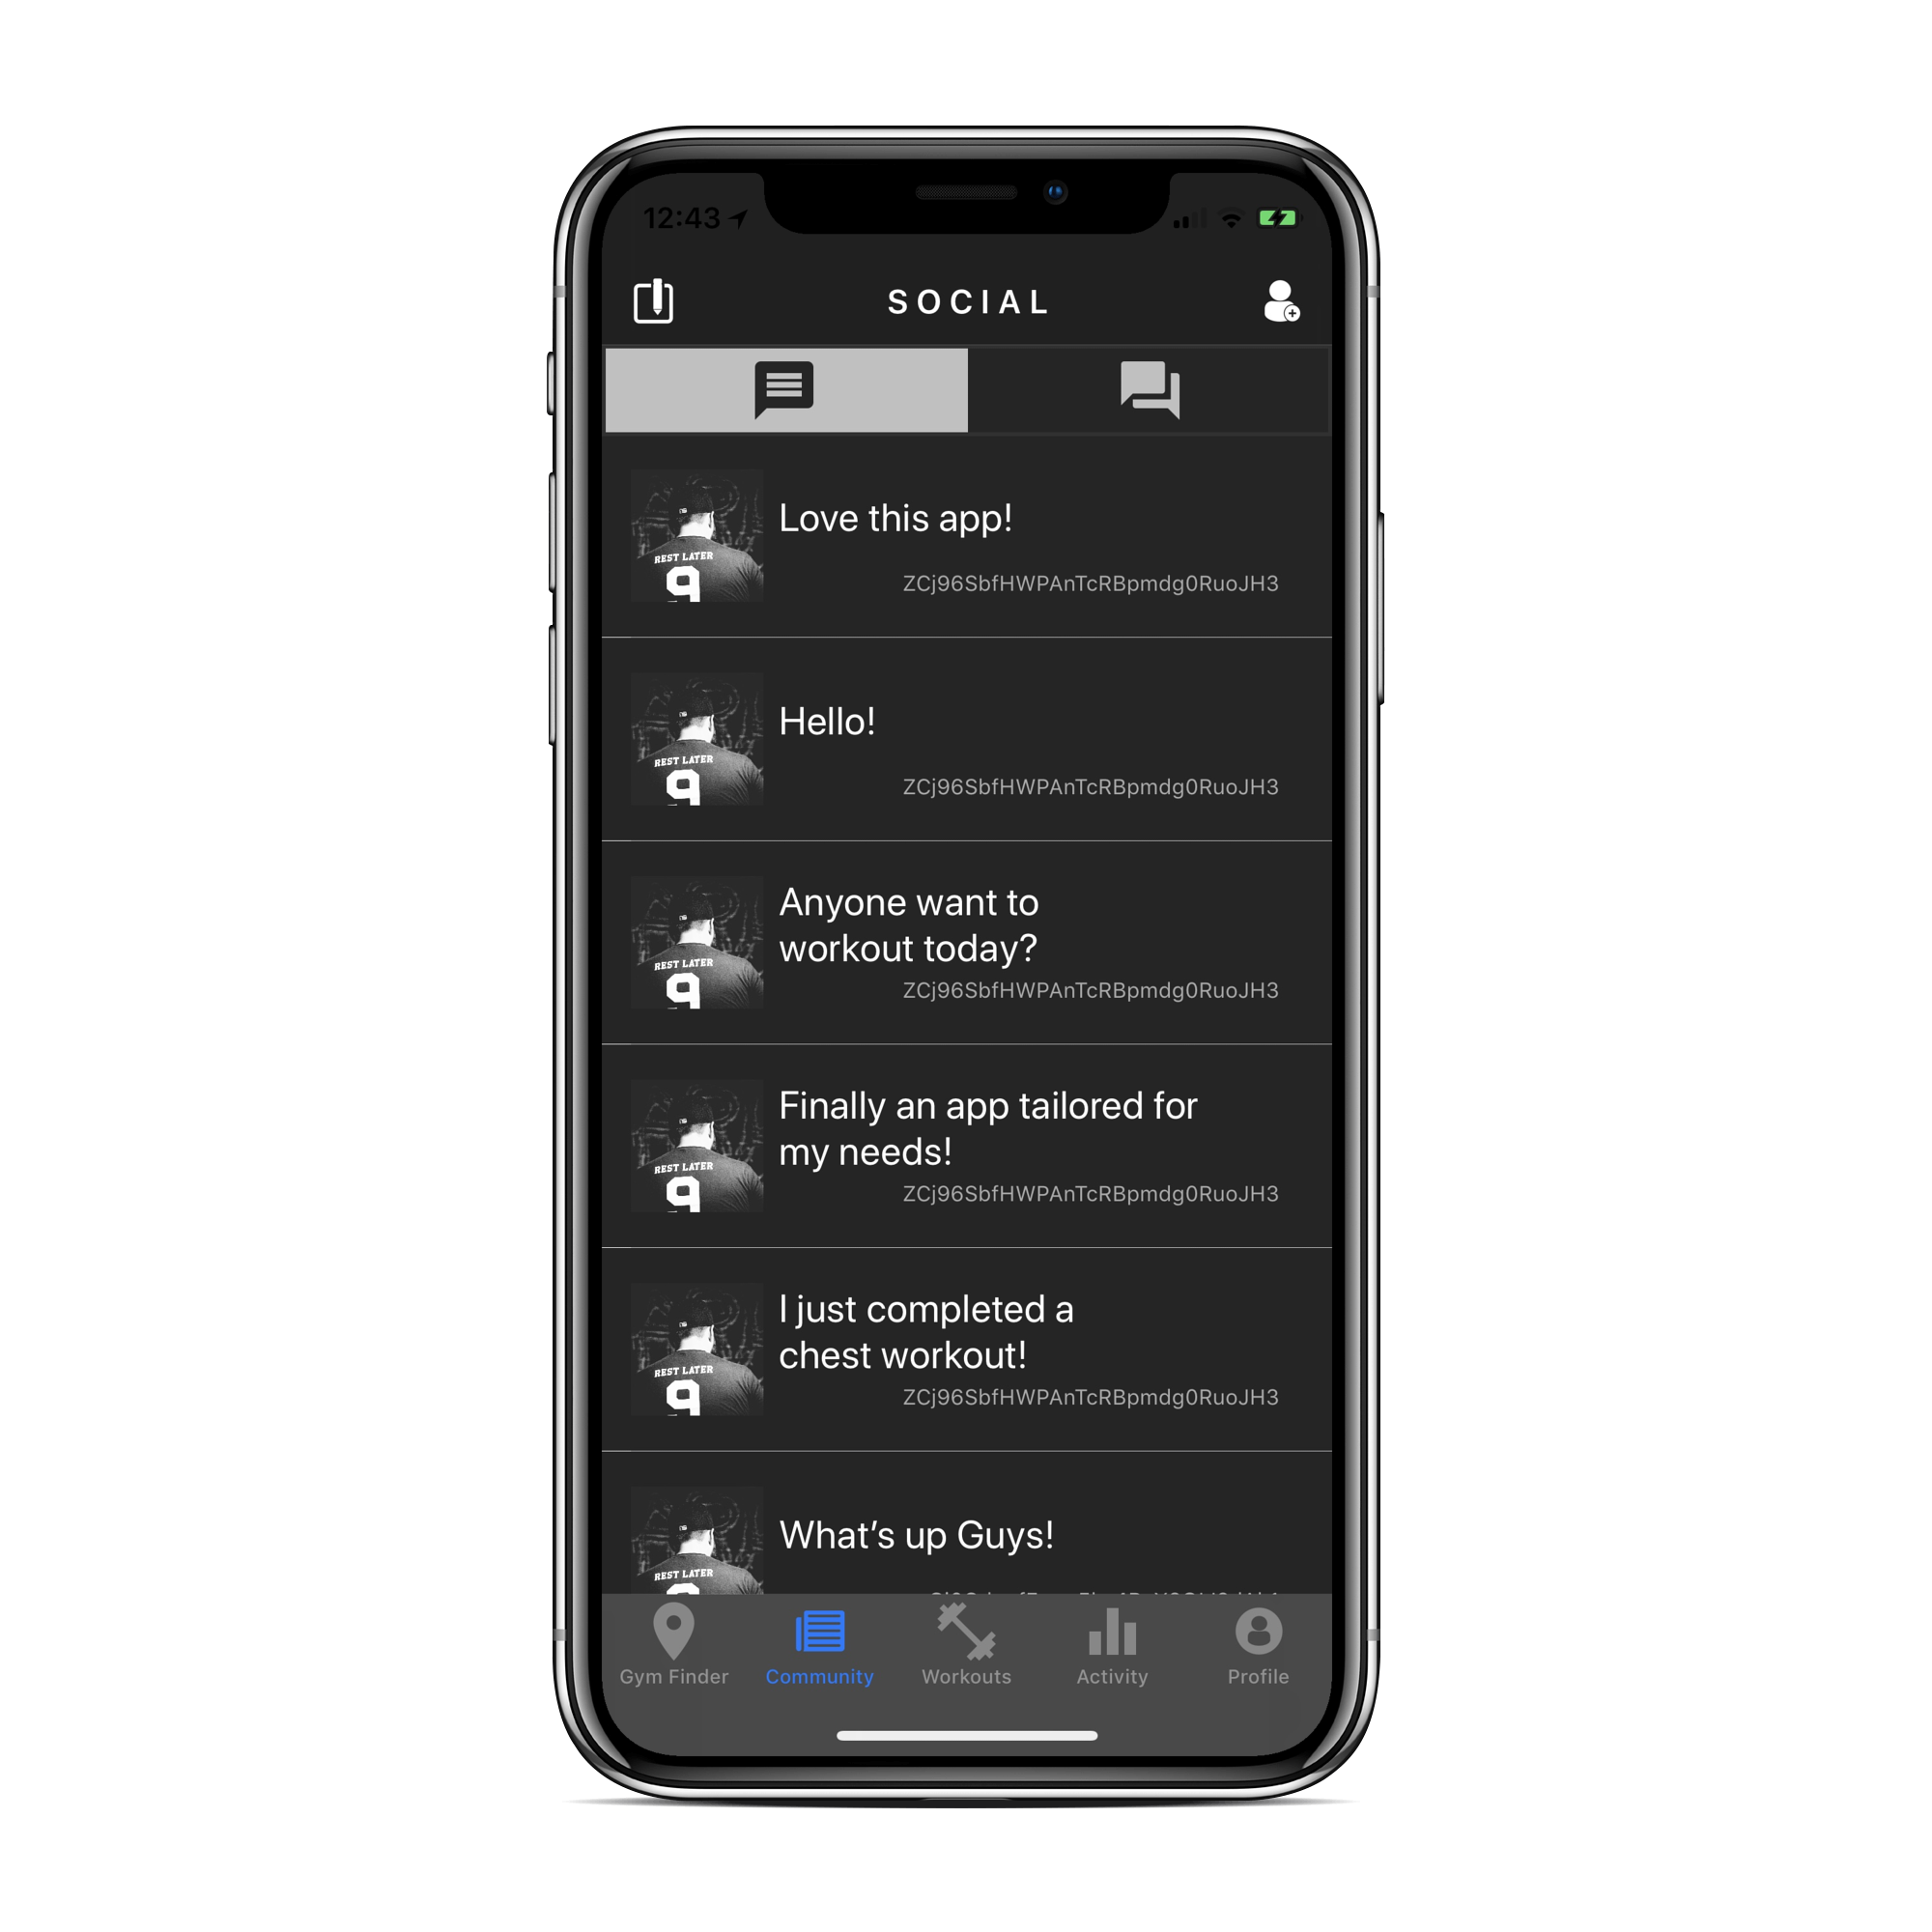 12:43
SOCIAL
Love this app!
REST LATER
9
ZCj96SbfHWPAnTcRBpmdg0RuoJH3
Hello!
REST LATER
9
ZCj96SbfHWPAnTcRBpmdg0RuoJH3
Anyone want to
workout today?
REST LATER
9
ZCj96SbfHWPAnTcRBpmdg0RuoJH3
Finally an app tailored for
my needs!
REST LATER
9
ZCj96SbfHWPAnTcRBpmdg0RuoJH3
I just completed a
chest workout!
REST LATER
9
ZCj96SbfHWPAnTcRBpmdg0RuoJH3
What’s up Guys!
REST LATER
Gym Finder
Community
Workouts
Activity
Profile